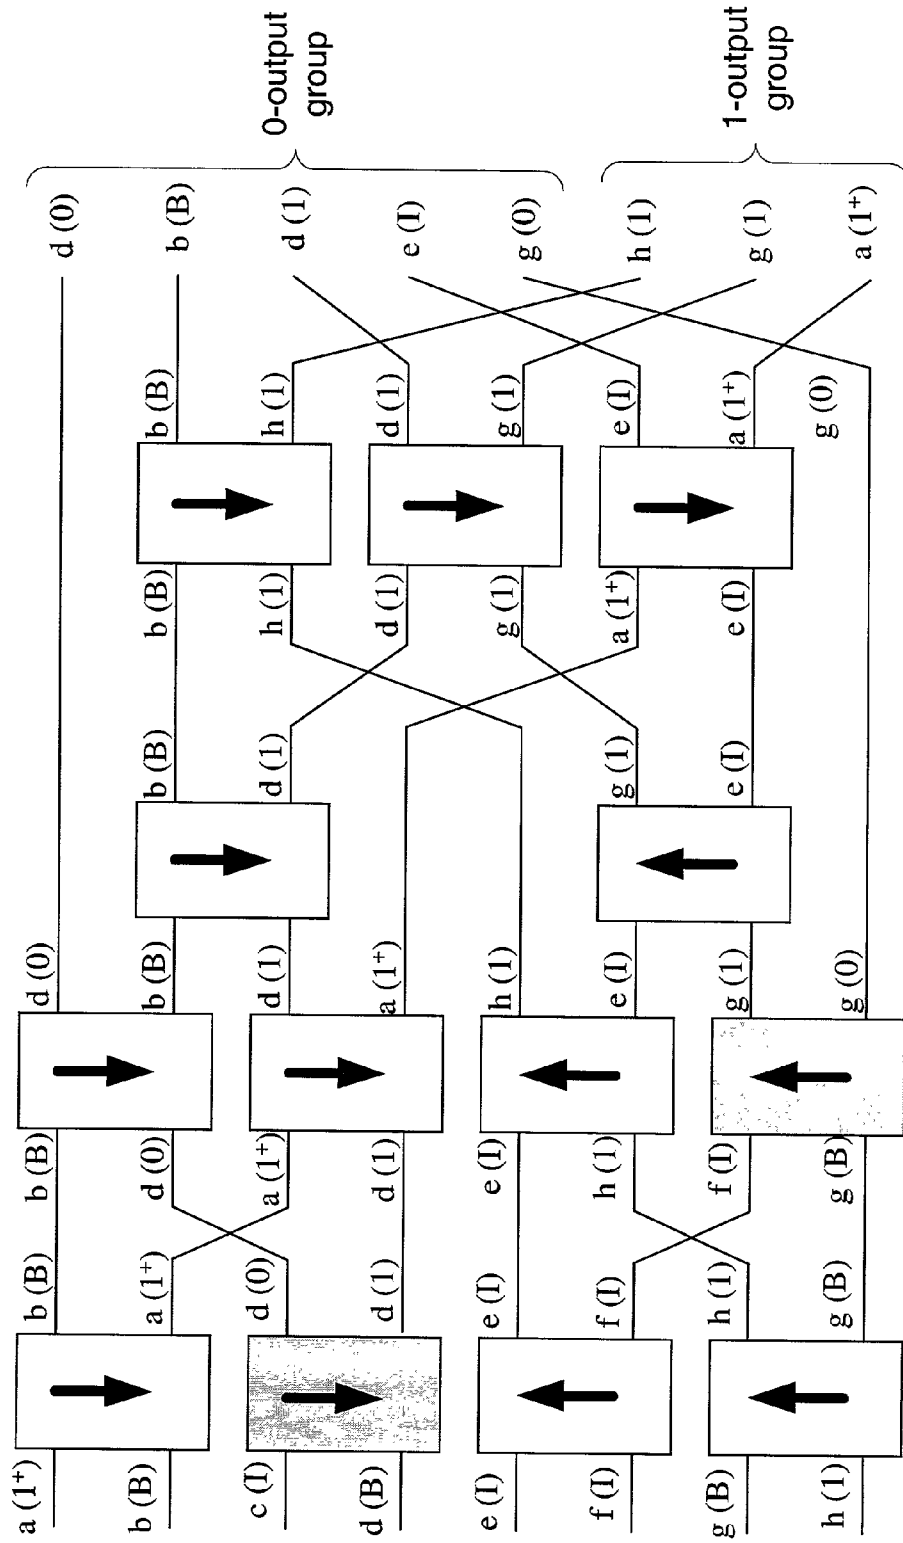 a (1⁺)
b (B)
c (I)
d (B)
e (I)
f (I)
g (B)
h (1)
b (B)
a (1⁺)
d (0)
d (1)
e (I)
f (I)
h (1)
g (B)
b (B)
d (0)
a (1⁺)
d (1)
e (I)
h (1)
f (I)
g (B)
d (0)
b (B)
d (1)
a (1⁺)
h (1)
e (I)
g (1)
g (0)
b (B)
d (1)
g (1)
e (I)
b (B)
h (1)
d (1)
g (1)
a (1⁺)
e (I)
b (B)
h (1)
d (1)
g (1)
e (I)
a (1⁺)
g (0)
d (0)
b (B)
d (1)
e (I)
g (0)
h (1)
g (1)
a (1⁺)
0-output
group
1-output
group